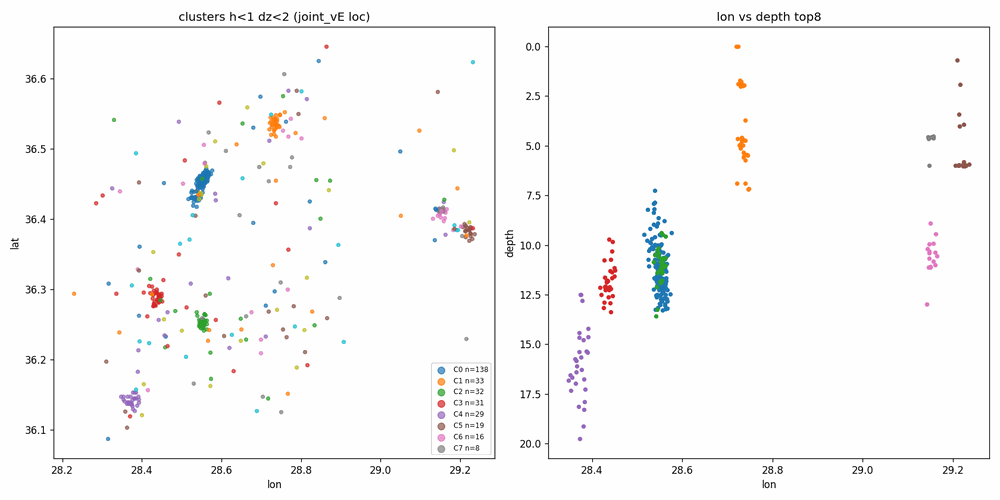 clusters h<1 dz<2 (joint_vE loc)
lat
36.6
36.5
36.4
36.3
36.2
36.1
28.2
28.4
28.6
28.8
29.0
29.2
lon
C0 n=138
C1 n=33
C2 n=32
C3 n=31
C4 n=29
C5 n=19
C6 n=16
C7 n=8
lon vs depth top8
depth
0.0
2.5
5.0
7.5
10.0
12.5
15.0
17.5
20.0
28.4
28.6
28.8
29.0
29.2
lon